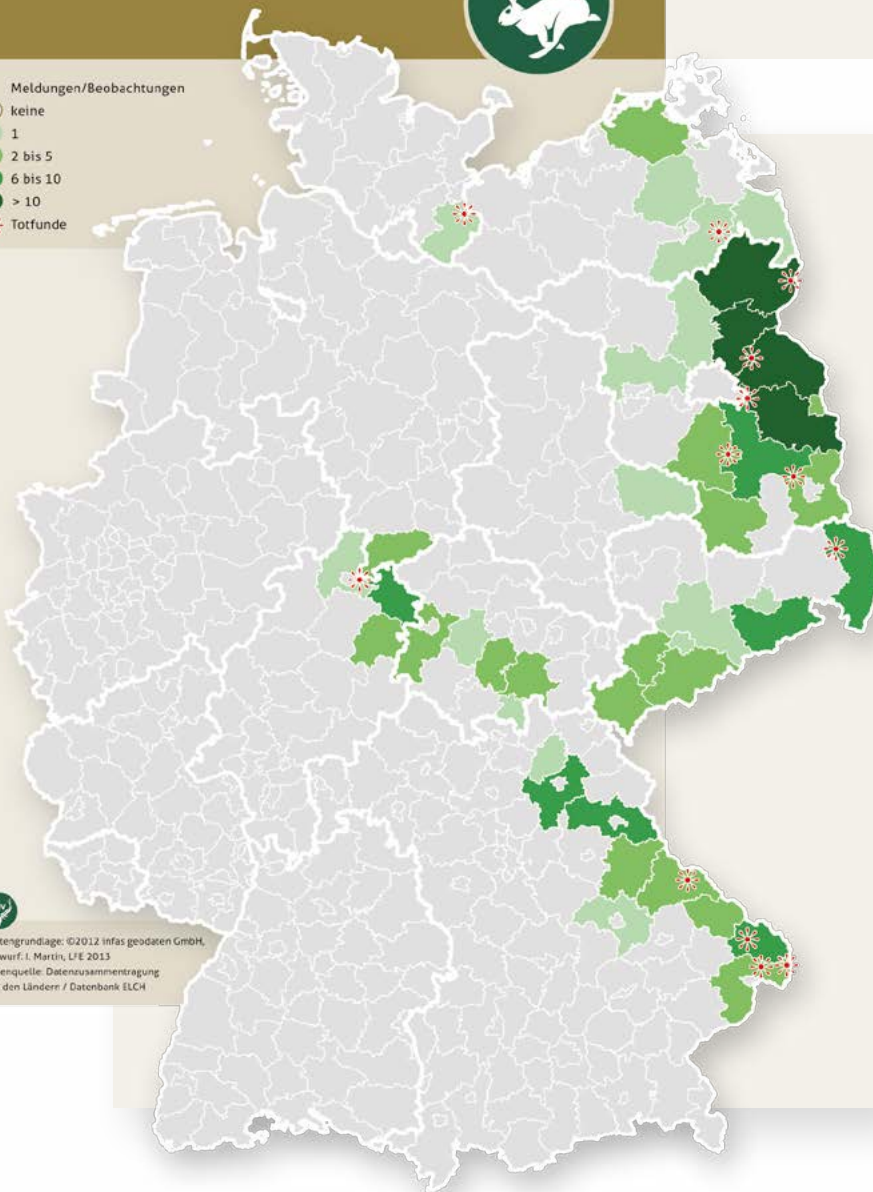 Meldungen/Beobachtungen
keine
1
2 bis 5
6 bis 10
> 10
Totfunde
tengrundlage: ©2012 infas geodaten GmbH,
wurf. I. Martin, LFE 2013
enquelle: Datenzusammentragung
den Ländern / Datenbank ELCH